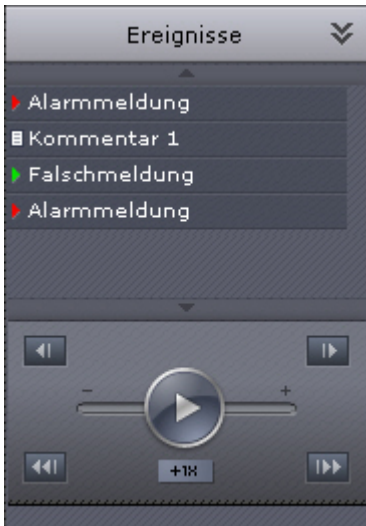 Ereignisse
Alarmmeldung
Kommentar 1
Falschmeldung
Alarmmeldung
− +
+1X